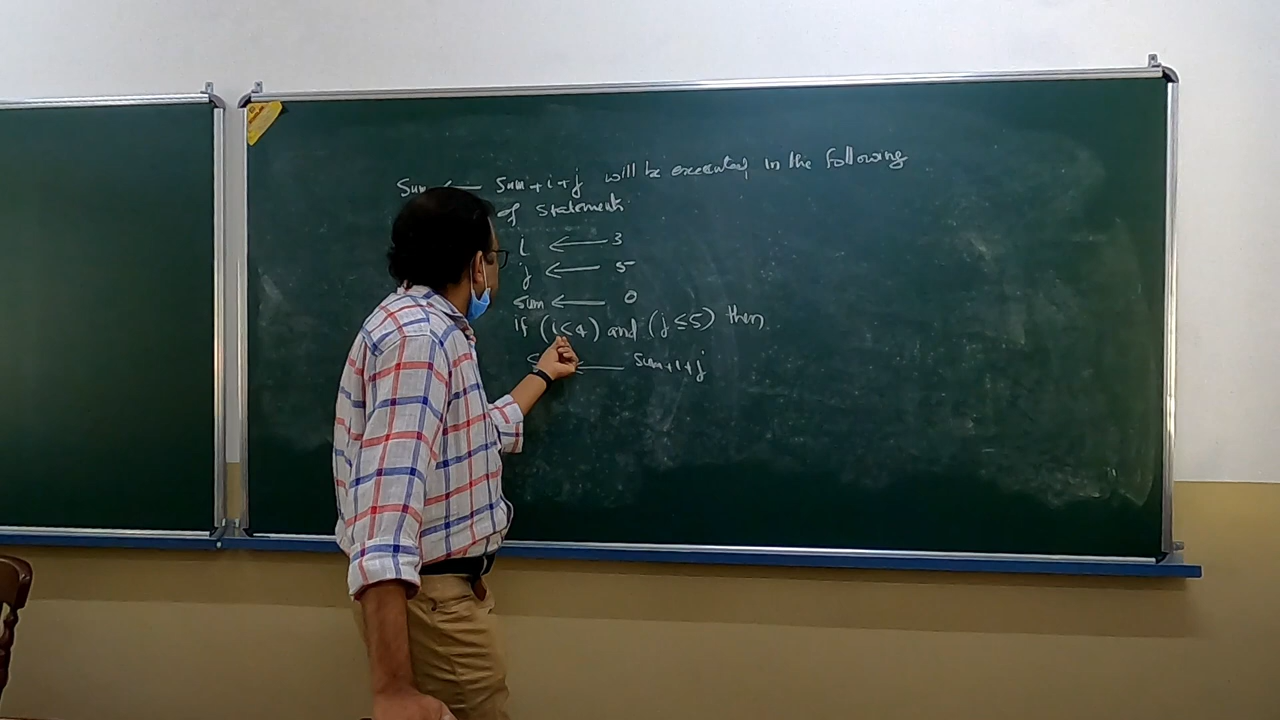 Sum ← Sum + i + j will be executed in the following
of statements
i ← 3
j ← 5
sum ← 0
if (i ≤ 4) and (j ≤ 5) then
← Sum + i + j